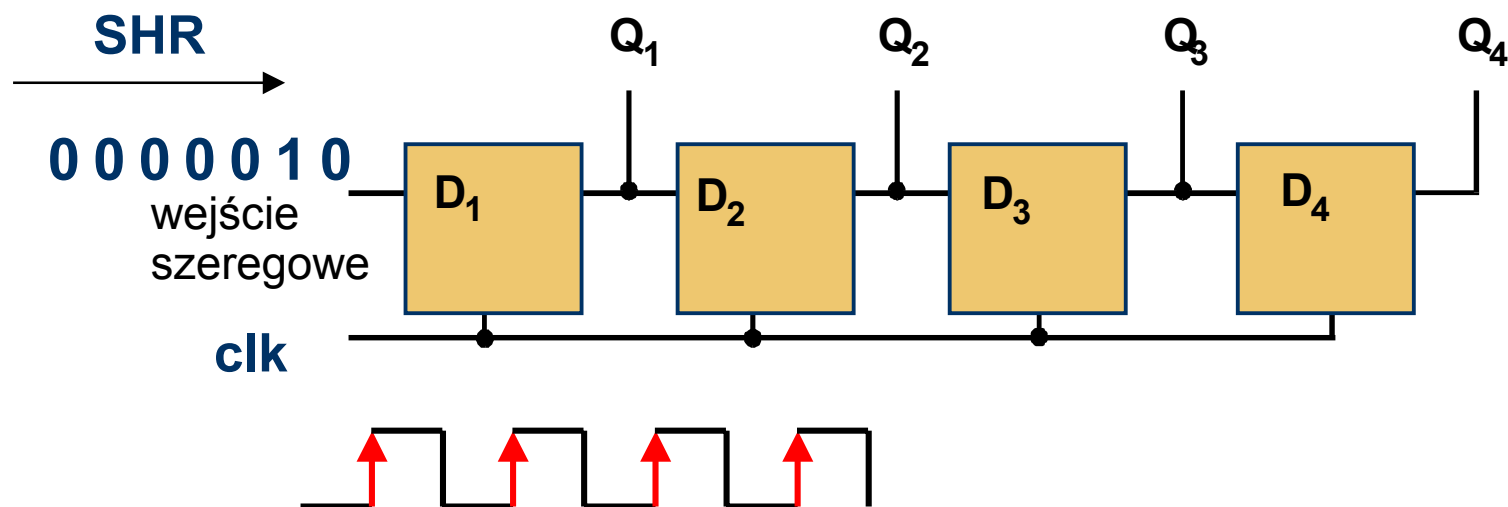 SHR
Q1 Q2 Q3 Q4
0 0 0 0 0 1 0
D1 D2 D3 D4
wejście
szeregowe
clk